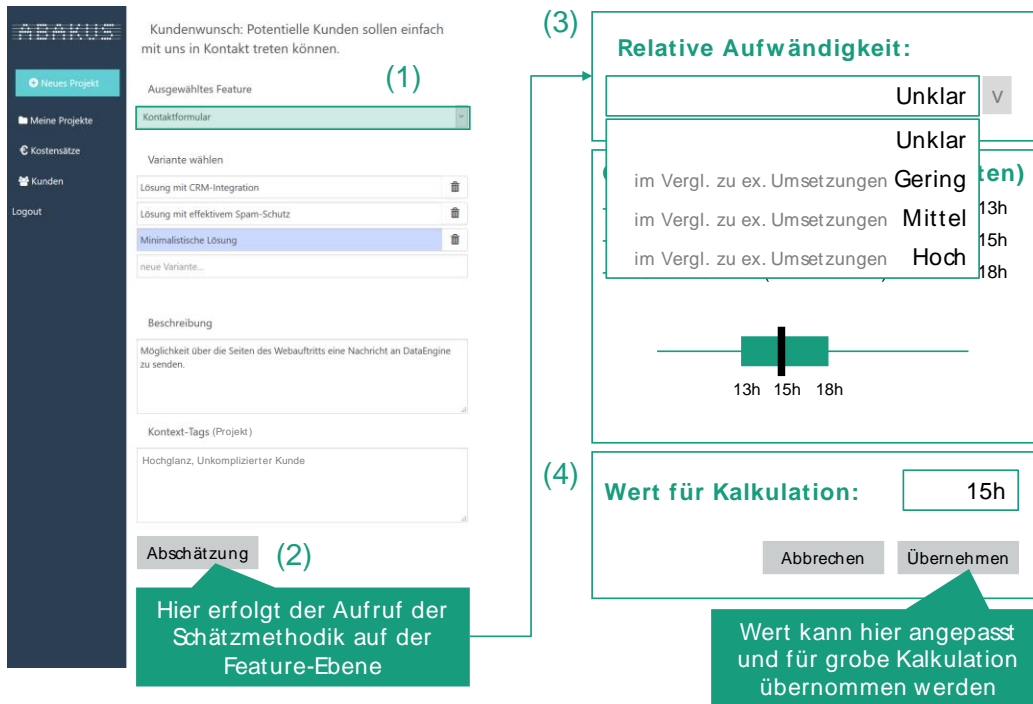 ABAKUS
Neues Projekt
Meine Projekte
Kostensätze
Kunden
Logout
Kundenwunsch: Potentielle Kunden sollen einfach
mit uns in Kontakt treten können.
(1)
Ausgewähltes Feature
Kontaktformular
Variante wählen
Lösung mit CRM-Integration
Lösung mit effektivem Spam-Schutz
Minimalistische Lösung
neue Variante...
Beschreibung
Möglichkeit über die Seiten des Webauftritts eine Nachricht an DataEngine
zu senden.
Kontext-Tags (Projekt)
Hochglanz, Unkomplizierter Kunde
Abschätzung
(2)
Hier erfolgt der Aufruf der
Schätzmethodik auf der
Feature-Ebene
(3)
Relative Aufwändigkeit:
Unklar
V
Unklar
im Vergl. zu ex. Umsetzungen Gering
im Vergl. zu ex. Umsetzungen Mittel
im Vergl. zu ex. Umsetzungen Hoch
ten)
13h
15h
18h
13h 15h 18h
(4)
Wert für Kalkulation:
15h
Abbrechen
Übernehmen
Wert kann hier angepasst
und für grobe Kalkulation
übernommen werden